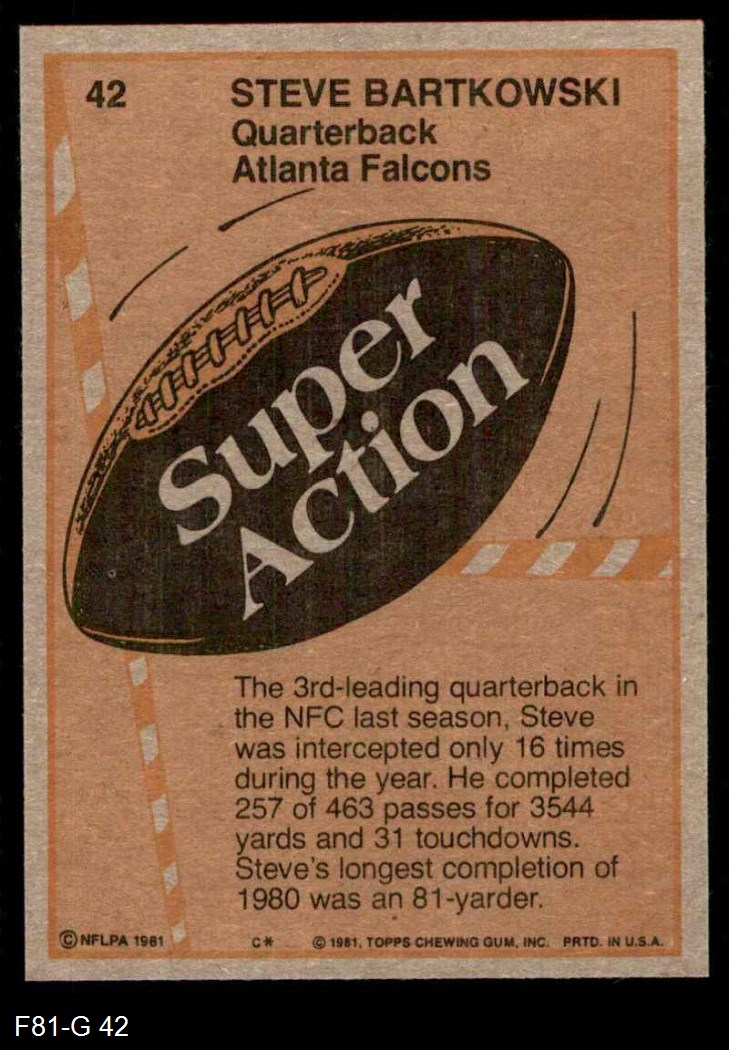 42
STEVE BARTKOWSKI
Quarterback
Atlanta Falcons
Super
Action
The 3rd-leading quarterback in
the NFC last season, Steve
was intercepted only 16 times
during the year. He completed
257 of 463 passes for 3544
yards and 31 touchdowns.
Steve's longest completion of
1980 was an 81-yarder.
© NFLPA 1981 C* © 1981, TOPPS CHEWING GUM, INC. PRTD. IN U.S.A.
F81-G 42